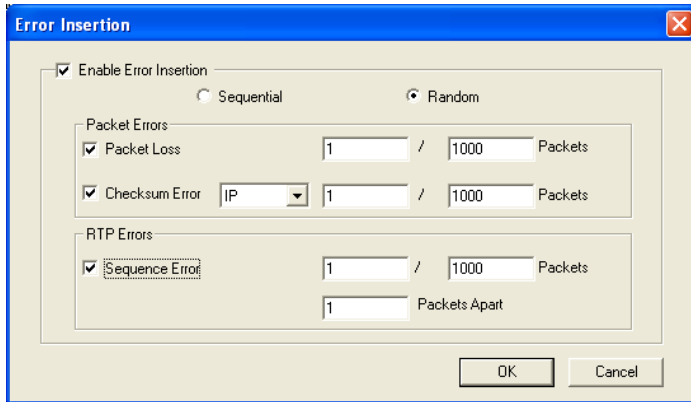 Error Insertion
Enable Error Insertion
Sequential Random
Packet Errors
Packet Loss 1 / 1000 Packets
Checksum Error IP 1 / 1000 Packets
RTP Errors
Sequence Error 1 / 1000 Packets
1 Packets Apart
OK Cancel